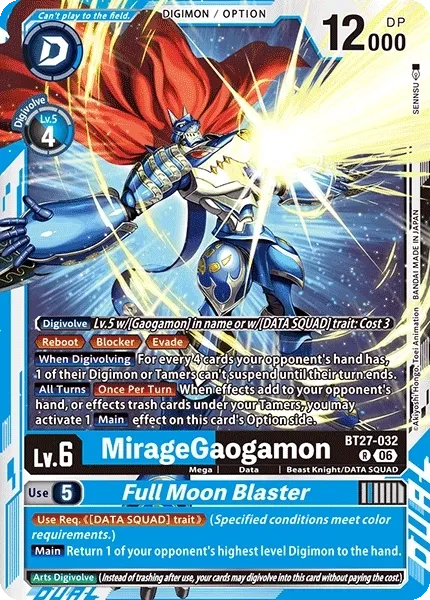 Can't play to the field.
DIGIMON / OPTION
DP
12000
D
Digivolve
Lv.5
4
SENNSU
©Akiyoshi Hongo, Toei Animation BANDAI MADE IN JAPAN
Digivolve Lv.5 w/[Gaogamon] in name or w/[DATA SQUAD] trait: Cost 3
Reboot Blocker Evade
When Digivolving For every 4 cards your opponent's hand has,
1 of their Digimon or Tamers can't suspend until their turn ends.
All Turns Once Per Turn When effects add to your opponent's
hand, or effects trash cards under your Tamers, you may
activate 1 Main effect on this card's Option side.
Lv.6
MirageGaogamon
BT27-032
R 06
Mega Data Beast Knight/DATA SQUAD
Use 5
Full Moon Blaster
Use Req. 《[DATA SQUAD] trait》 (Specified conditions meet color
requirements.)
Main Return 1 of your opponent's highest level Digimon to the hand.
Arts Digivolve (Instead of trashing after use, your cards may digivolve into this card without paying the cost.)
DUAL
DUAL